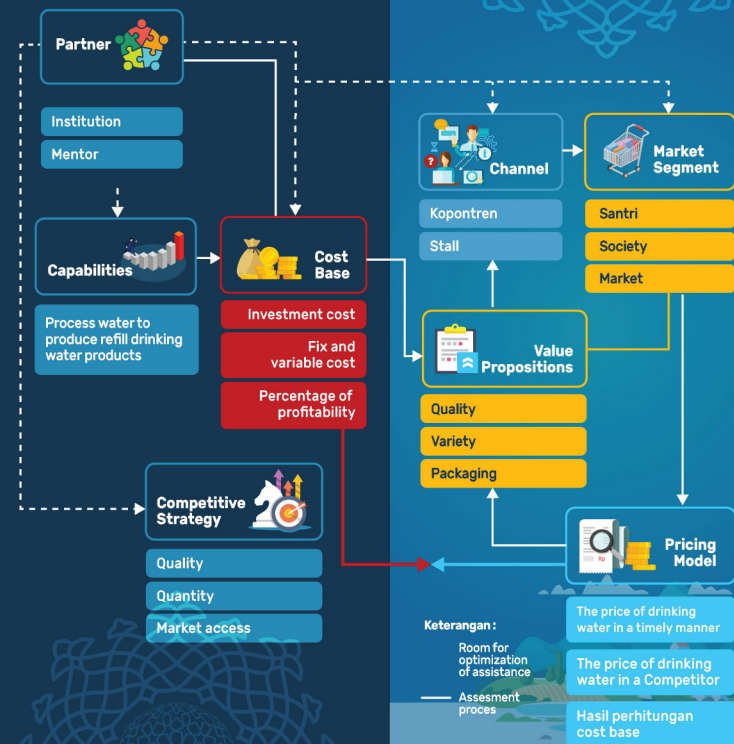 Partner
Institution
Mentor
Capabilities
Process water to
produce refill drinking
water products
Cost
Base
Investment cost
Fix and
variable cost
Percentage of
profitability
Competitive
Strategy
Quality
Quantity
Market access
Channel
Kopontren
Stall
Market
Segment
Santri
Society
Market
Value
Propositions
Quality
Variety
Packaging
Pricing
Model
Rp
The price of drinking
water in a timely manner
The price of drinking
water in a Competitor
Hasil perhitungan
cost base
Keterangan :
Room for
optimization
of assistance
Assesment
proces